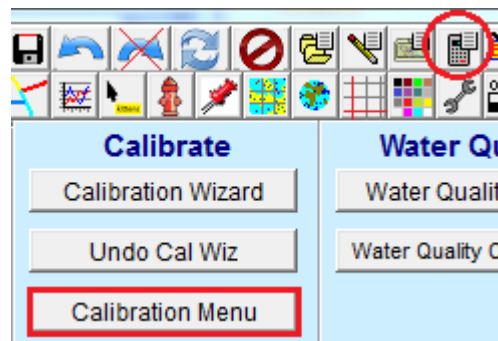 Calibrate
Water Qu
Calibration Wizard
Water Qualit
Undo Cal Wiz
Water Quality C
Calibration Menu